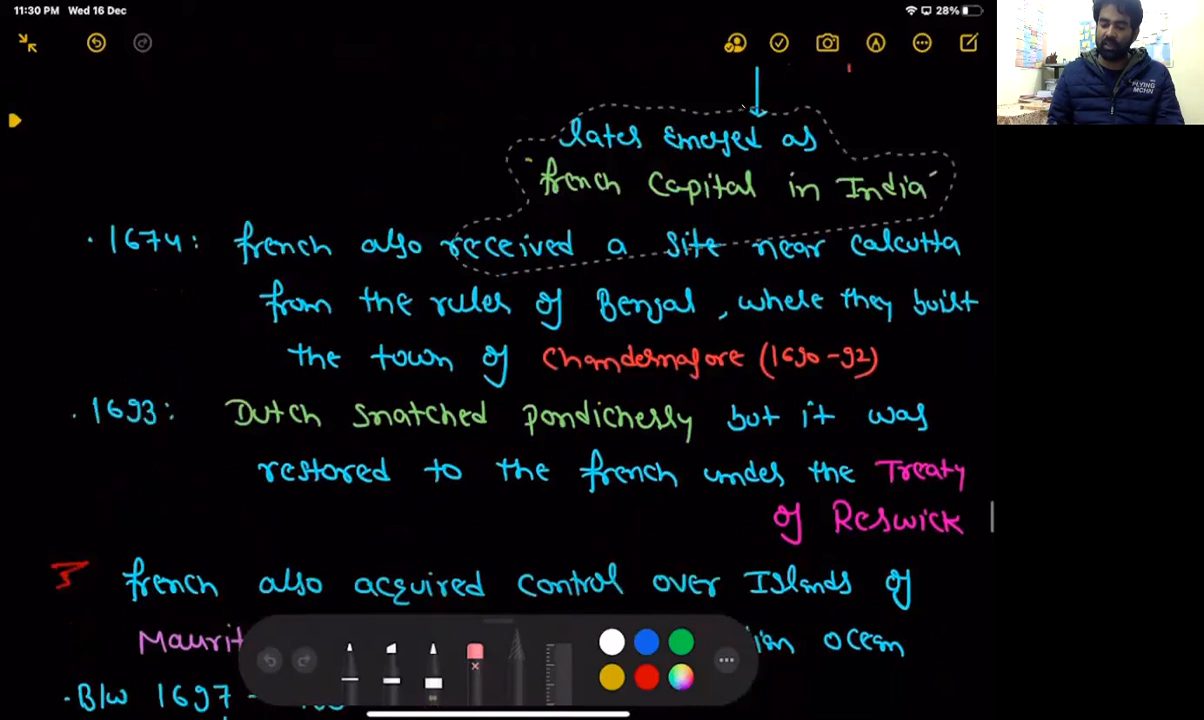 11:30 PM Wed 16 Dec
28%
FLYING MCHN
later emerged as
"french Capital in India"
· 1674: french also received a site near calcutta
from the rules of Bengal, where they built
the town of Chandernagore (1690-92)
· 1693: Dutch snatched pondicherry but it was
restored to the french under the Treaty
of Reswick
french also acquired control over Islands of
Maurit
ocean
· B/w 1697 -